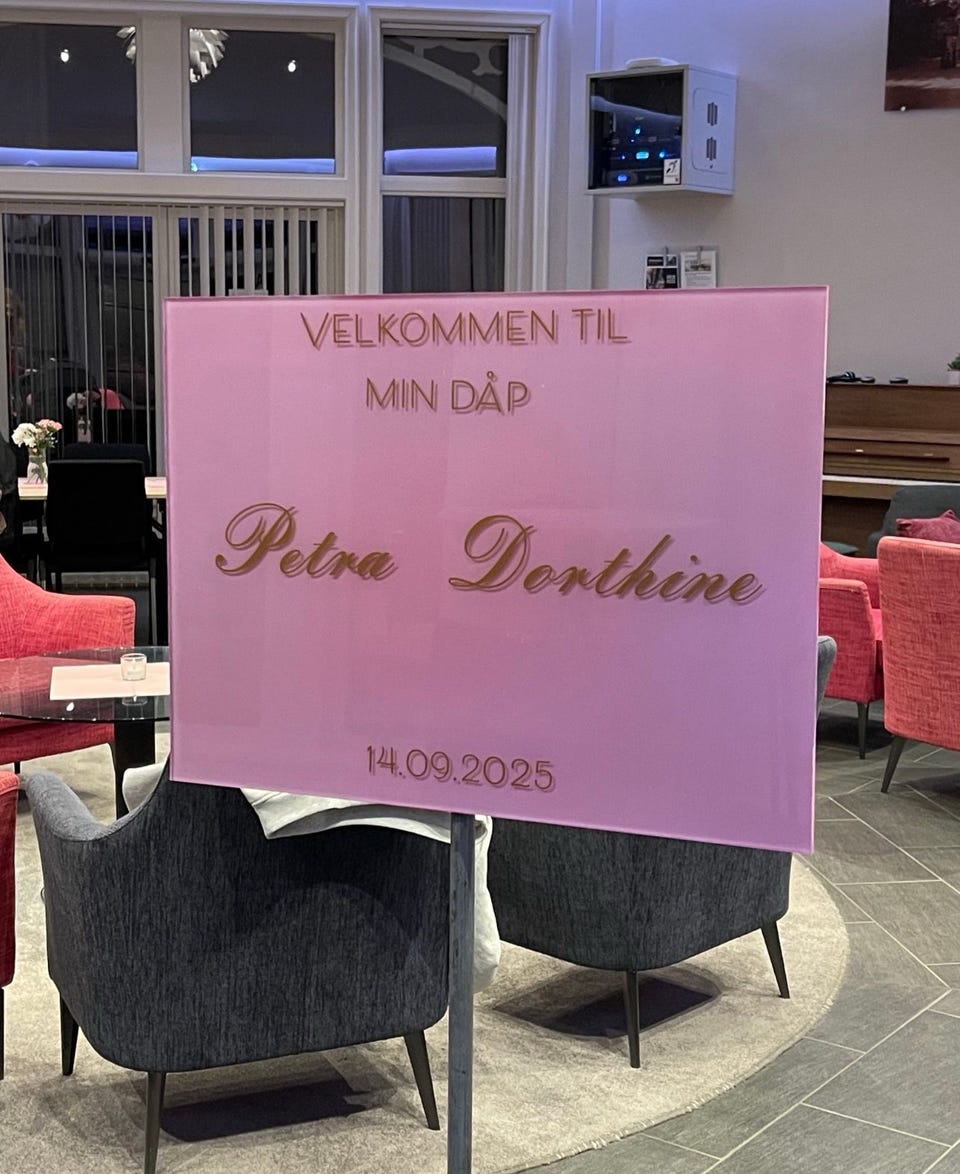 VELKOMMEN TIL
MIN DÅP
Petra Dorthine
14.09.2025